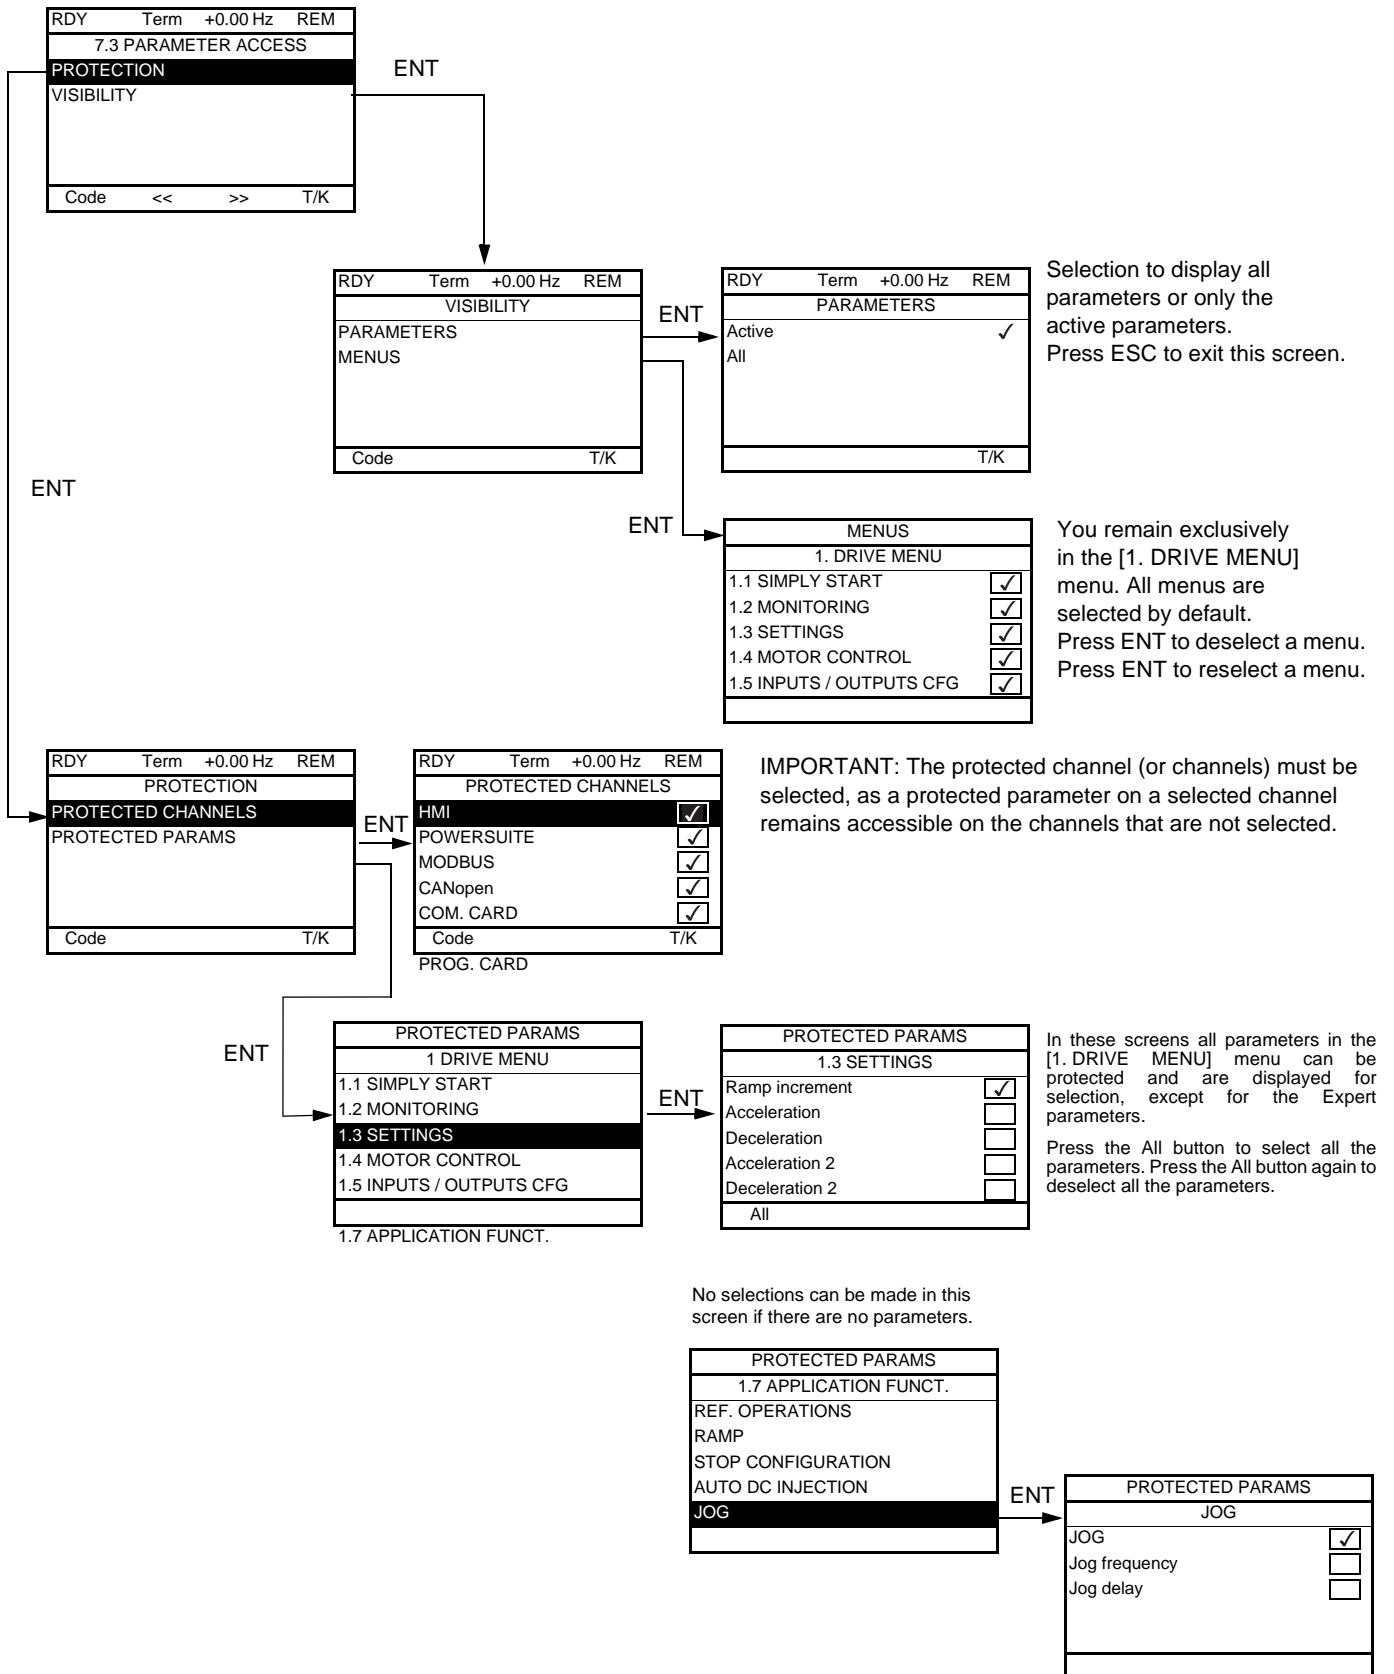 RDY Term +0.00 Hz REM
7.3 PARAMETER ACCESS
PROTECTION
VISIBILITY
Code << >> T/K
ENT
RDY Term +0.00 Hz REM
VISIBILITY
PARAMETERS
MENUS
Code T/K
ENT
RDY Term +0.00 Hz REM
PARAMETERS
Active ✓
All
T/K
Selection to display all
parameters or only the
active parameters.
Press ESC to exit this screen.
ENT
ENT
MENUS
1. DRIVE MENU
1.1 SIMPLY START ✓
1.2 MONITORING ✓
1.3 SETTINGS ✓
1.4 MOTOR CONTROL ✓
1.5 INPUTS / OUTPUTS CFG ✓
You remain exclusively
in the [1. DRIVE MENU]
menu. All menus are
selected by default.
Press ENT to deselect a menu.
Press ENT to reselect a menu.
RDY Term +0.00 Hz REM
PROTECTION
PROTECTED CHANNELS
PROTECTED PARAMS
Code T/K
ENT
RDY Term +0.00 Hz REM
PROTECTED CHANNELS
HMI ✓
POWERSUITE ✓
MODBUS ✓
CANopen ✓
COM. CARD ✓
Code T/K
PROG. CARD
IMPORTANT: The protected channel (or channels) must be
selected, as a protected parameter on a selected channel
remains accessible on the channels that are not selected.
ENT
PROTECTED PARAMS
1 DRIVE MENU
1.1 SIMPLY START
1.2 MONITORING
1.3 SETTINGS
1.4 MOTOR CONTROL
1.5 INPUTS / OUTPUTS CFG
1.7 APPLICATION FUNCT.
ENT
PROTECTED PARAMS
1.3 SETTINGS
Ramp increment ✓
Acceleration
Deceleration
Acceleration 2
Deceleration 2
All
In these screens all parameters in the
[1. DRIVE MENU] menu can be
protected and are displayed for
selection, except for the Expert
parameters.
Press the All button to select all the
parameters. Press the All button again to
deselect all the parameters.
No selections can be made in this
screen if there are no parameters.
PROTECTED PARAMS
1.7 APPLICATION FUNCT.
REF. OPERATIONS
RAMP
STOP CONFIGURATION
AUTO DC INJECTION
JOG
ENT
PROTECTED PARAMS
JOG
JOG ✓
Jog frequency
Jog delay